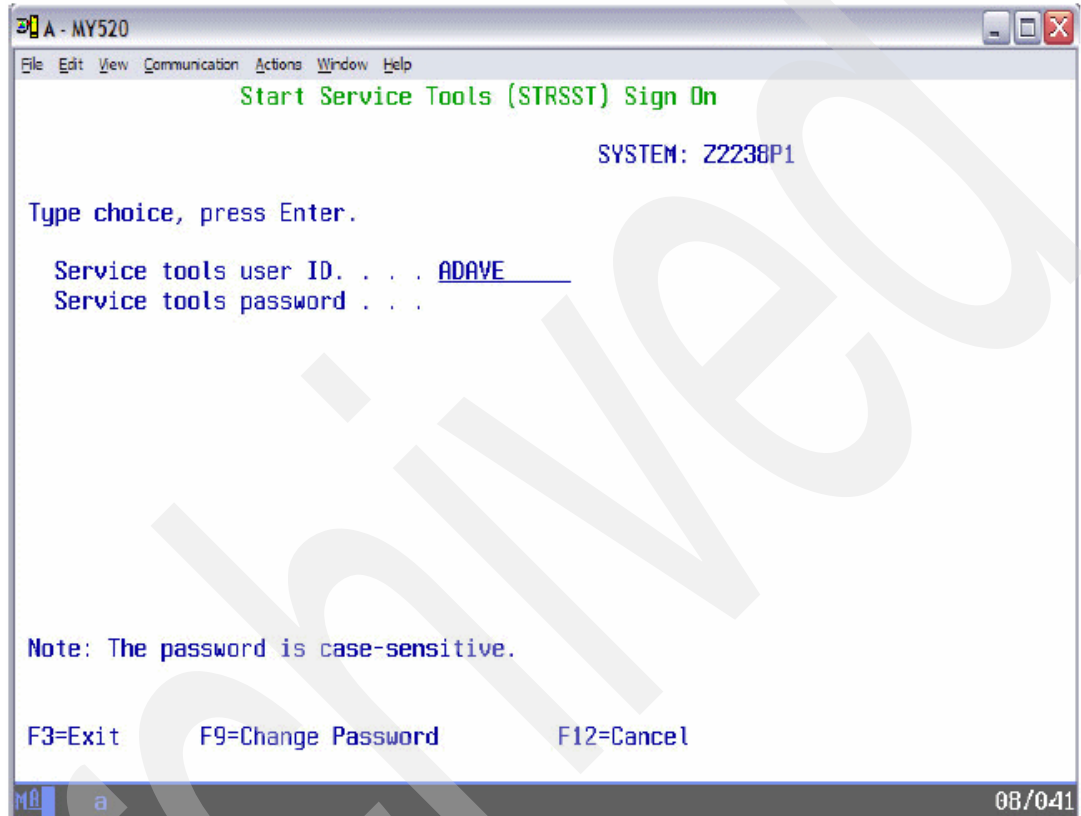 A - MY520
File Edit View Communication Actions Window Help
Start Service Tools (STRSST) Sign On
SYSTEM: Z2238P1
Type choice, press Enter.
Service tools user ID. . . . ADAVE
Service tools password . . .
Note: The password is case-sensitive.
F3=Exit F9=Change Password F12=Cancel
MA a 08/041